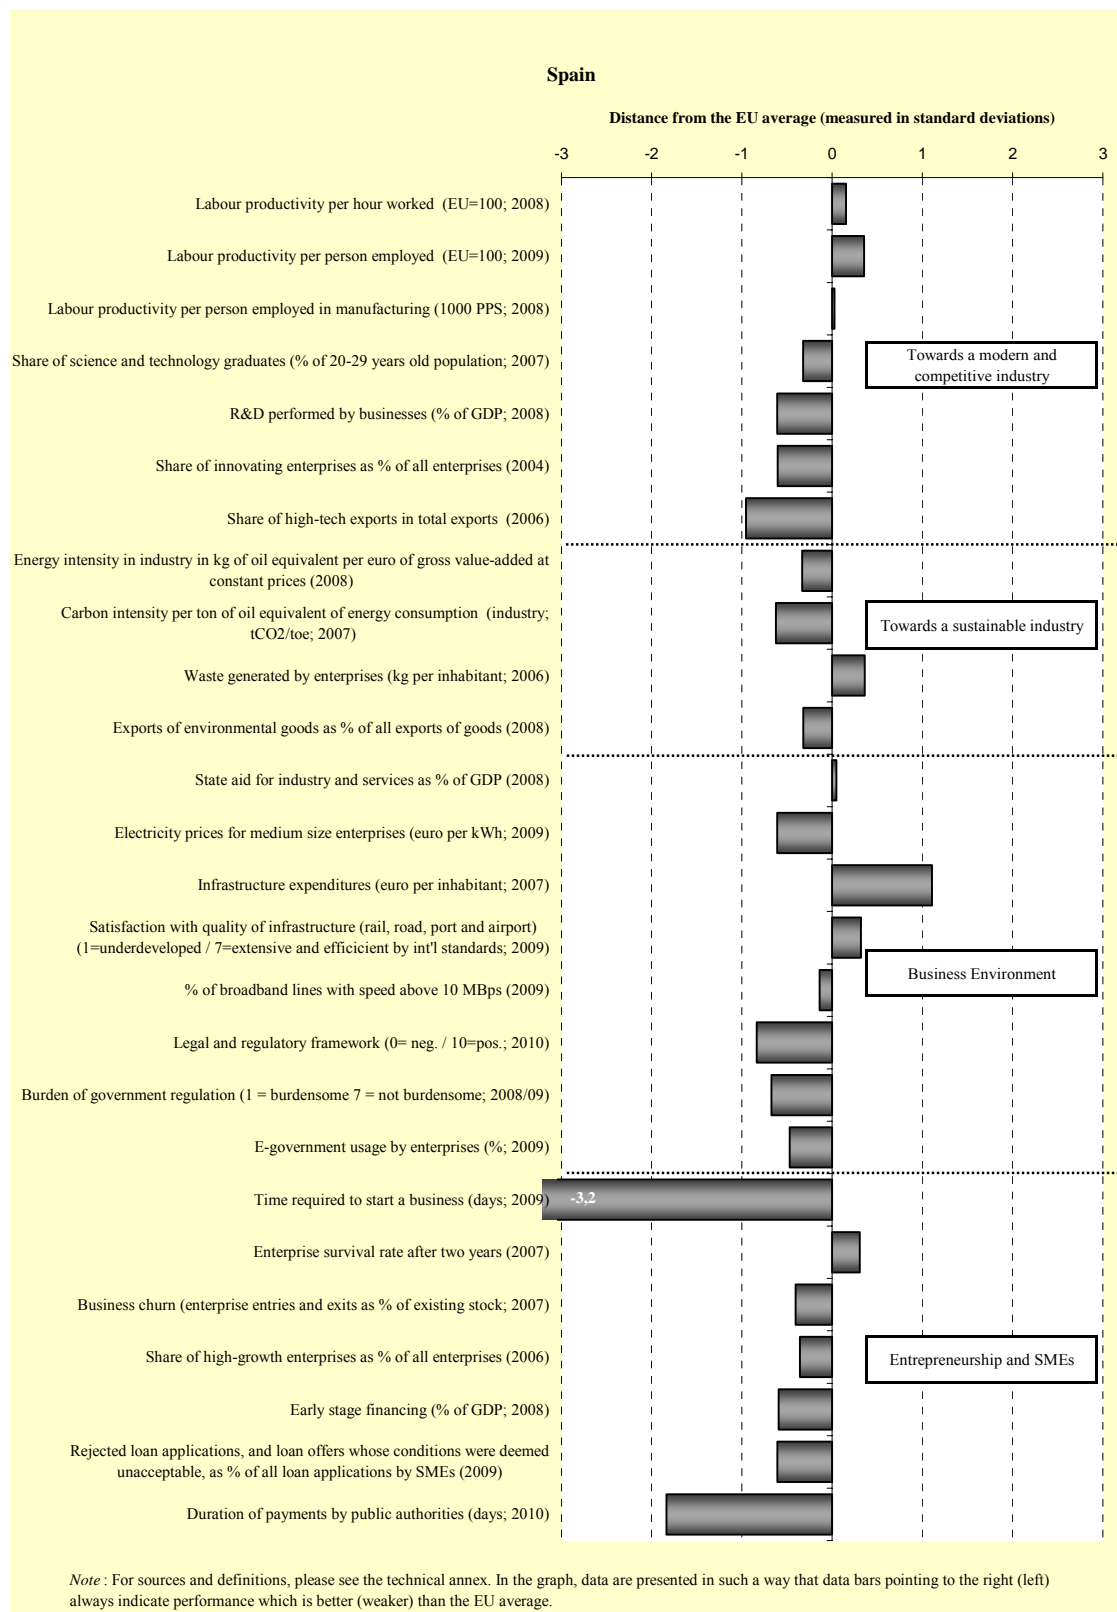 Spain
Distance from the EU average (measured in standard deviations)
-3 -2 -1 0 1 2 3
Labour productivity per hour worked (EU=100; 2008)
Labour productivity per person employed (EU=100; 2009)
Labour productivity per person employed in manufacturing (1000 PPS; 2008)
Share of science and technology graduates (% of 20-29 years old population; 2007)
Towards a modern and
competitive industry
R&D performed by businesses (% of GDP; 2008)
Share of innovating enterprises as % of all enterprises (2004)
Share of high-tech exports in total exports (2006)
Energy intensity in industry in kg of oil equivalent per euro of gross value-added at
constant prices (2008)
Carbon intensity per ton of oil equivalent of energy consumption (industry;
tCO2/toe; 2007)
Towards a sustainable industry
Waste generated by enterprises (kg per inhabitant; 2006)
Exports of environmental goods as % of all exports of goods (2008)
State aid for industry and services as % of GDP (2008)
Electricity prices for medium size enterprises (euro per kWh; 2009)
Infrastructure expenditures (euro per inhabitant; 2007)
Satisfaction with quality of infrastructure (rail, road, port and airport)
(1=underdeveloped / 7=extensive and efficicient by int'l standards; 2009)
Business Environment
% of broadband lines with speed above 10 MBps (2009)
Legal and regulatory framework (0= neg. / 10=pos.; 2010)
Burden of government regulation (1 = burdensome 7 = not burdensome; 2008/09)
E-government usage by enterprises (%; 2009)
Time required to start a business (days; 2009)
-3,2
Enterprise survival rate after two years (2007)
Business churn (enterprise entries and exits as % of existing stock; 2007)
Share of high-growth enterprises as % of all enterprises (2006)
Entrepreneurship and SMEs
Early stage financing (% of GDP; 2008)
Rejected loan applications, and loan offers whose conditions were deemed
unacceptable, as % of all loan applications by SMEs (2009)
Duration of payments by public authorities (days; 2010)
Note : For sources and definitions, please see the technical annex. In the graph, data are presented in such a way that data bars pointing to the right (left)
always indicate performance which is better (weaker) than the EU average.